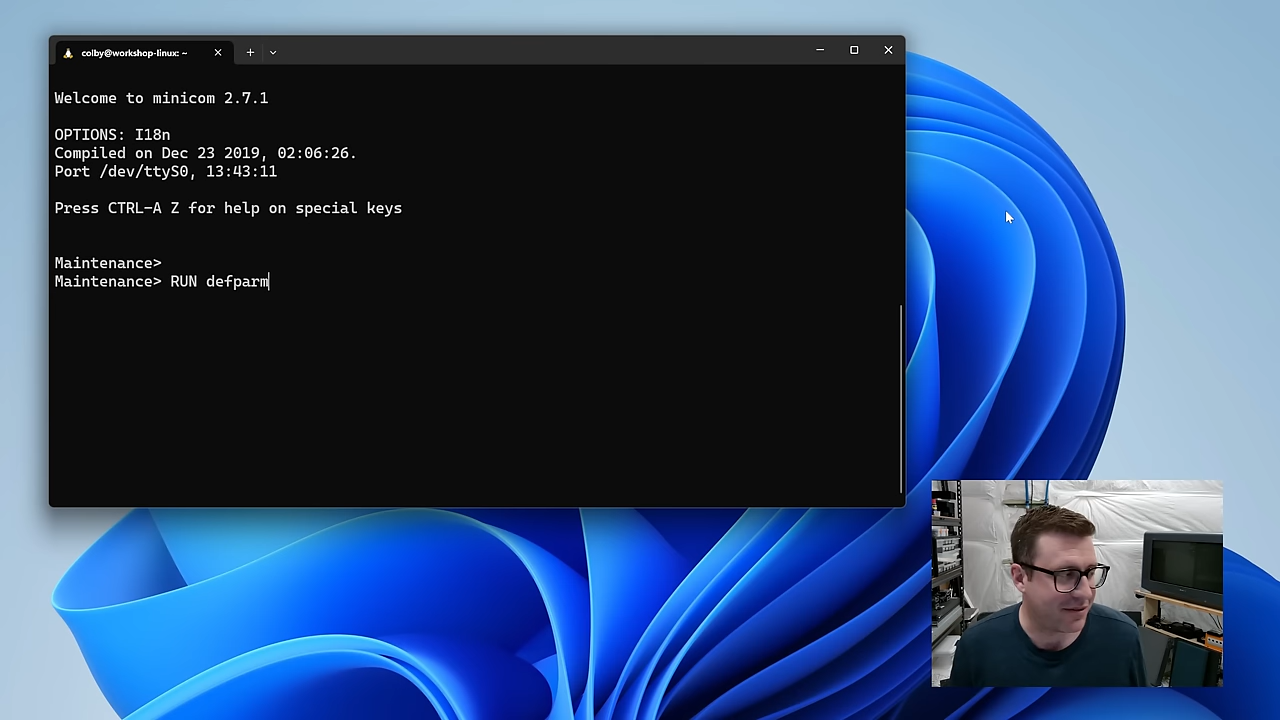 colby@workshop-linux: ~
Welcome to minicom 2.7.1
OPTIONS: I18n
Compiled on Dec 23 2019, 02:06:26.
Port /dev/ttyS0, 13:43:11
Press CTRL-A Z for help on special keys
Maintenance>
Maintenance> RUN defparm